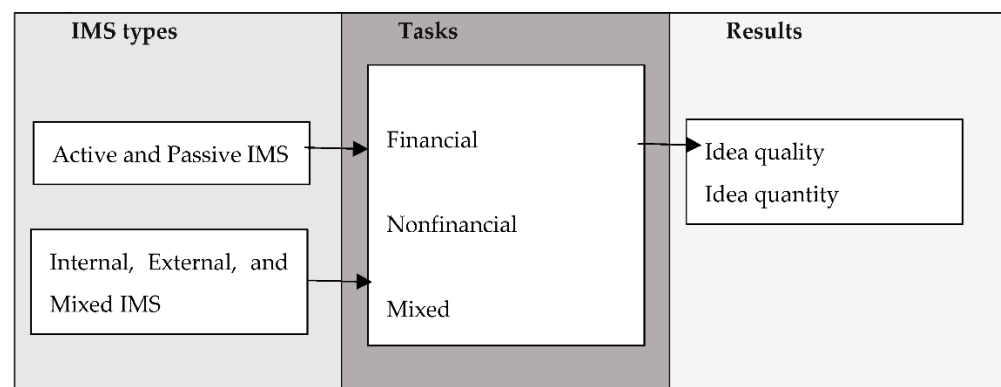 IMS types
Tasks
Results
Active and Passive IMS
Internal, External, and
Mixed IMS
Financial
Nonfinancial
Mixed
Idea quality
Idea quantity